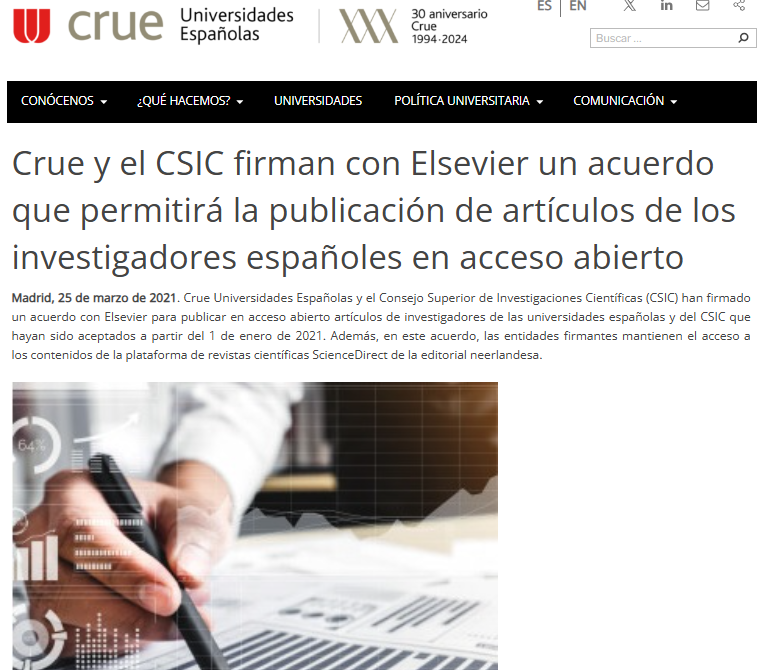 ES | EN
crue Universidades
Españolas
30 aniversario
Crue
1994·2024
Buscar ...
CONÓCENOS ¿QUÉ HACEMOS? UNIVERSIDADES POLÍTICA UNIVERSITARIA COMUNICACIÓN
Crue y el CSIC firman con Elsevier un acuerdo
que permitirá la publicación de artículos de los
investigadores españoles en acceso abierto
Madrid, 25 de marzo de 2021. Crue Universidades Españolas y el Consejo Superior de Investigaciones Científicas (CSIC) han firmado
un acuerdo con Elsevier para publicar en acceso abierto artículos de investigadores de las universidades españolas y del CSIC que
hayan sido aceptados a partir del 1 de enero de 2021. Además, en este acuerdo, las entidades firmantes mantienen el acceso a
los contenidos de la plataforma de revistas científicas ScienceDirect de la editorial neerlandesa.
64%